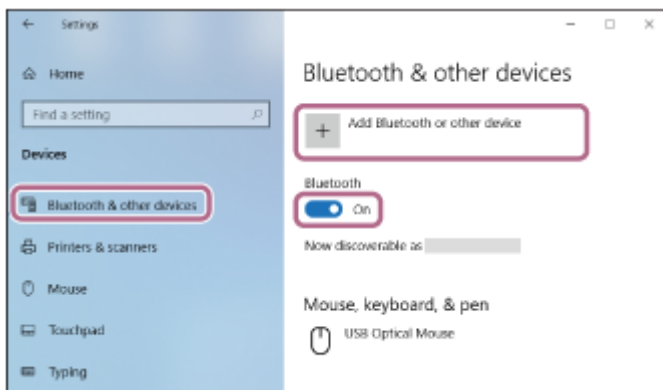 Settings
Home
Find a setting
Devices
Bluetooth & other devices
Printers & scanners
Mouse
Touchpad
Typing
Bluetooth & other devices
Add Bluetooth or other device
Bluetooth
On
Now discoverable as
Mouse, keyboard, & pen
USB Optical Mouse